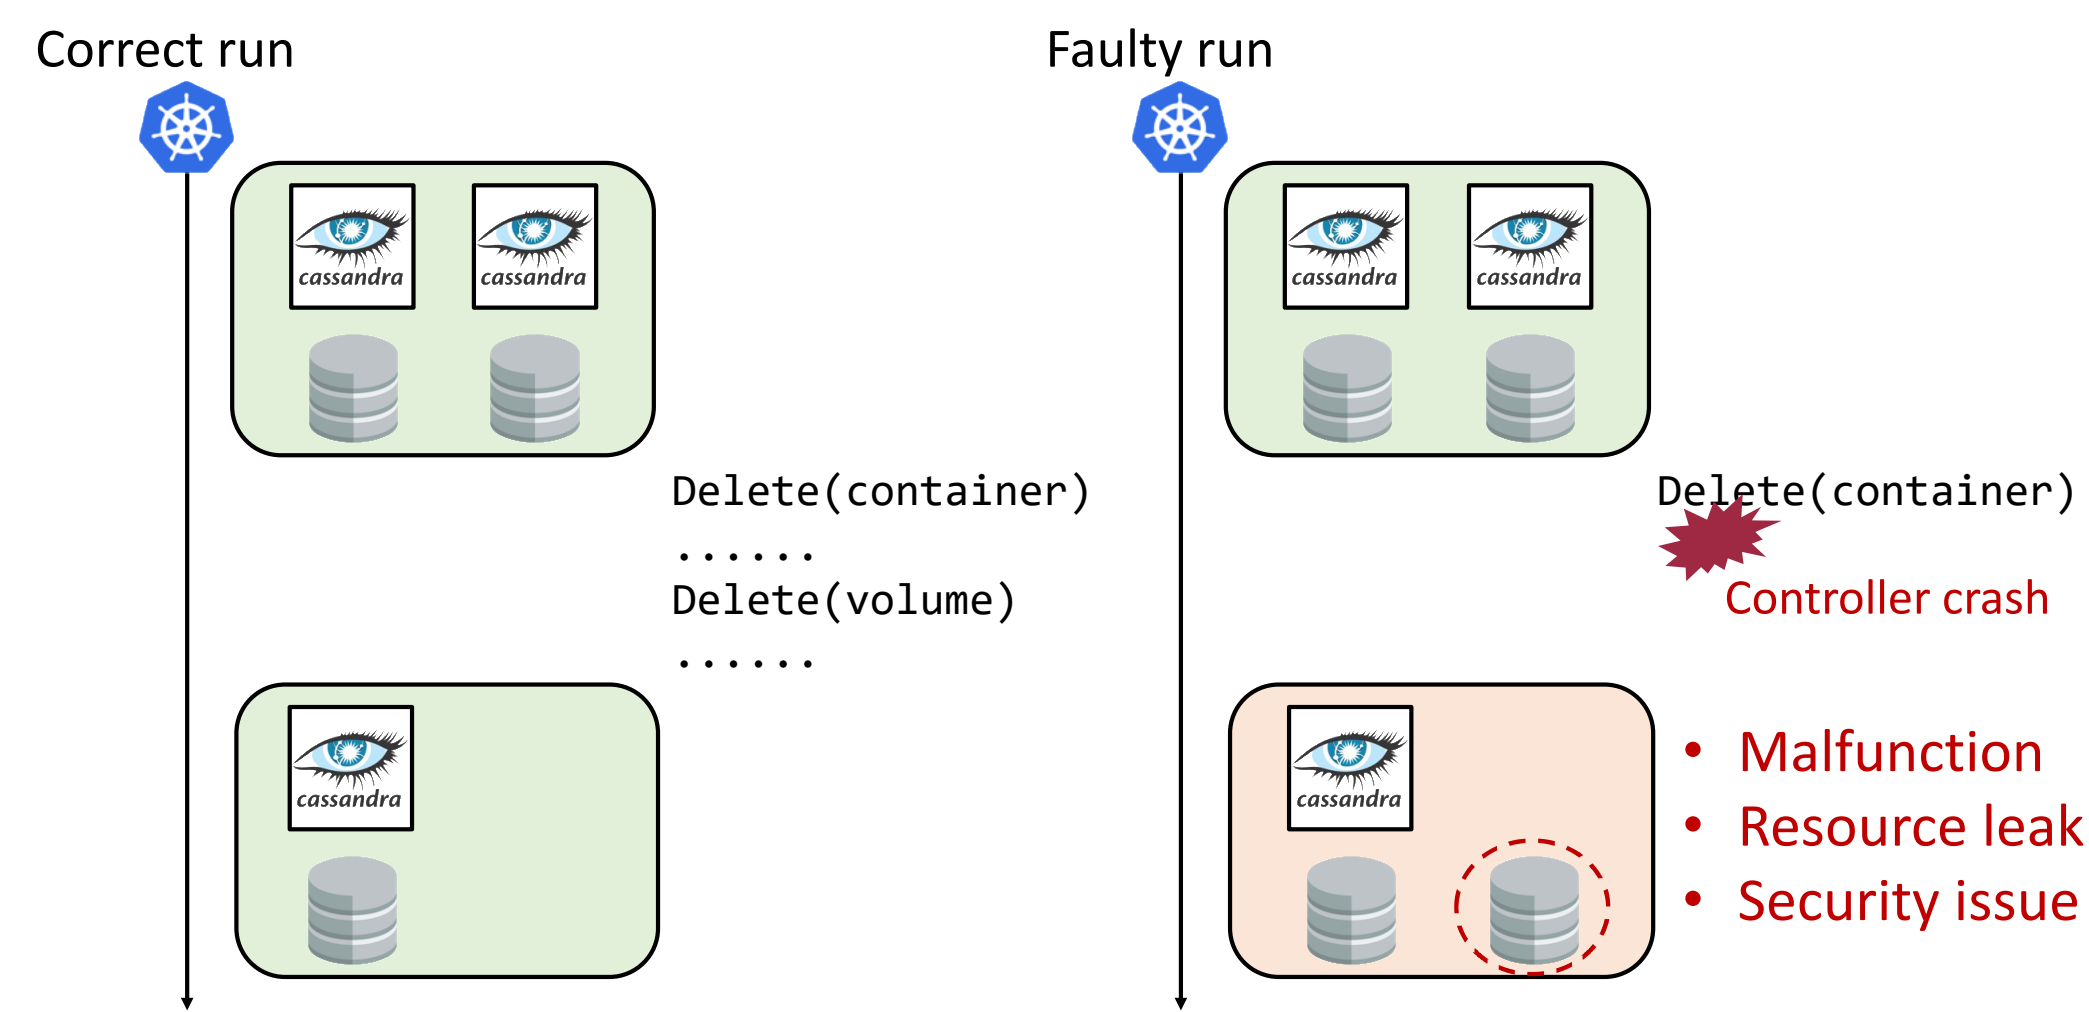 Correct run
cassandra
cassandra
Delete(container)
......
Delete(volume)
......
cassandra
Faulty run
cassandra
cassandra
Delete(container)
Controller crash
cassandra
• Malfunction
• Resource leak
• Security issue